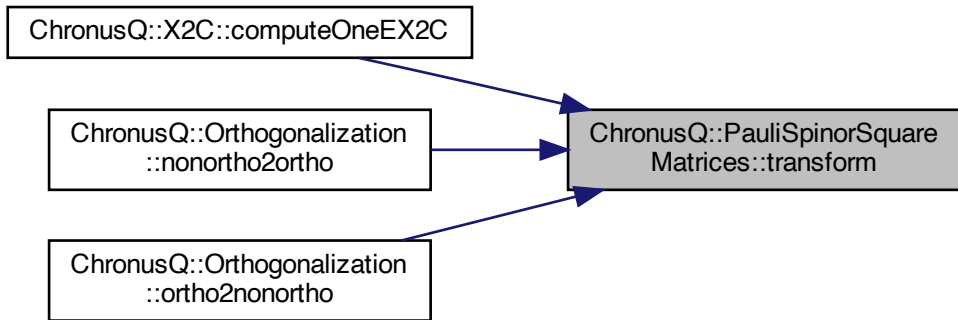 ChronusQ::X2C::computeOneEX2C
ChronusQ::Orthogonalization
::nonortho2ortho
ChronusQ::PauliSpinorSquare
Matrices::transform
ChronusQ::Orthogonalization
::ortho2nonortho